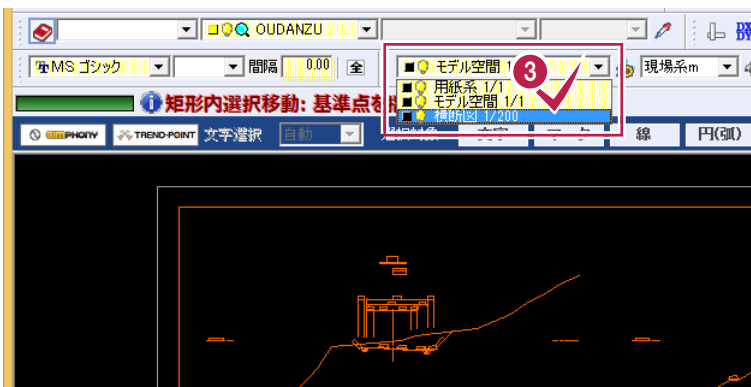 OUDANZU
MS ゴシック 間隔 0.00 全 モデル空間 1 現場系m
3
用紙系 1/1
モデル空間 1/1
横断図 1/200
矩形内選択移動: 基準点を
SiMPHONY TREND-POINT 文字選択 自動 線 円(弧)